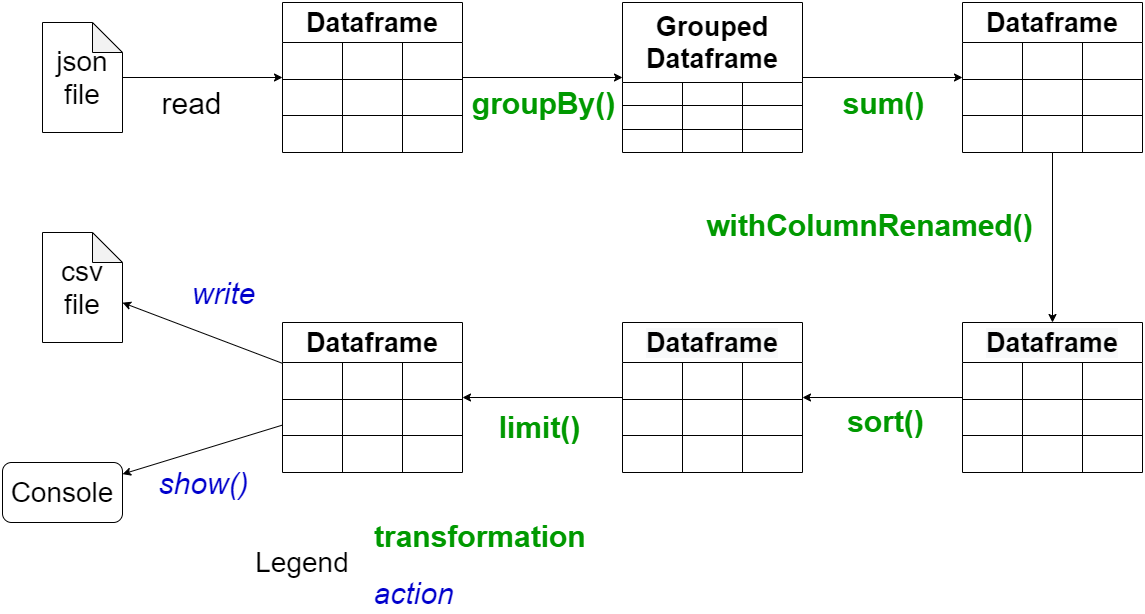 json
file
read
Dataframe
groupBy()
Grouped
Dataframe
sum()
Dataframe
withColumnRenamed()
Dataframe
sort()
Dataframe
limit()
Dataframe
write
csv
file
show()
Console
Legend
transformation
action